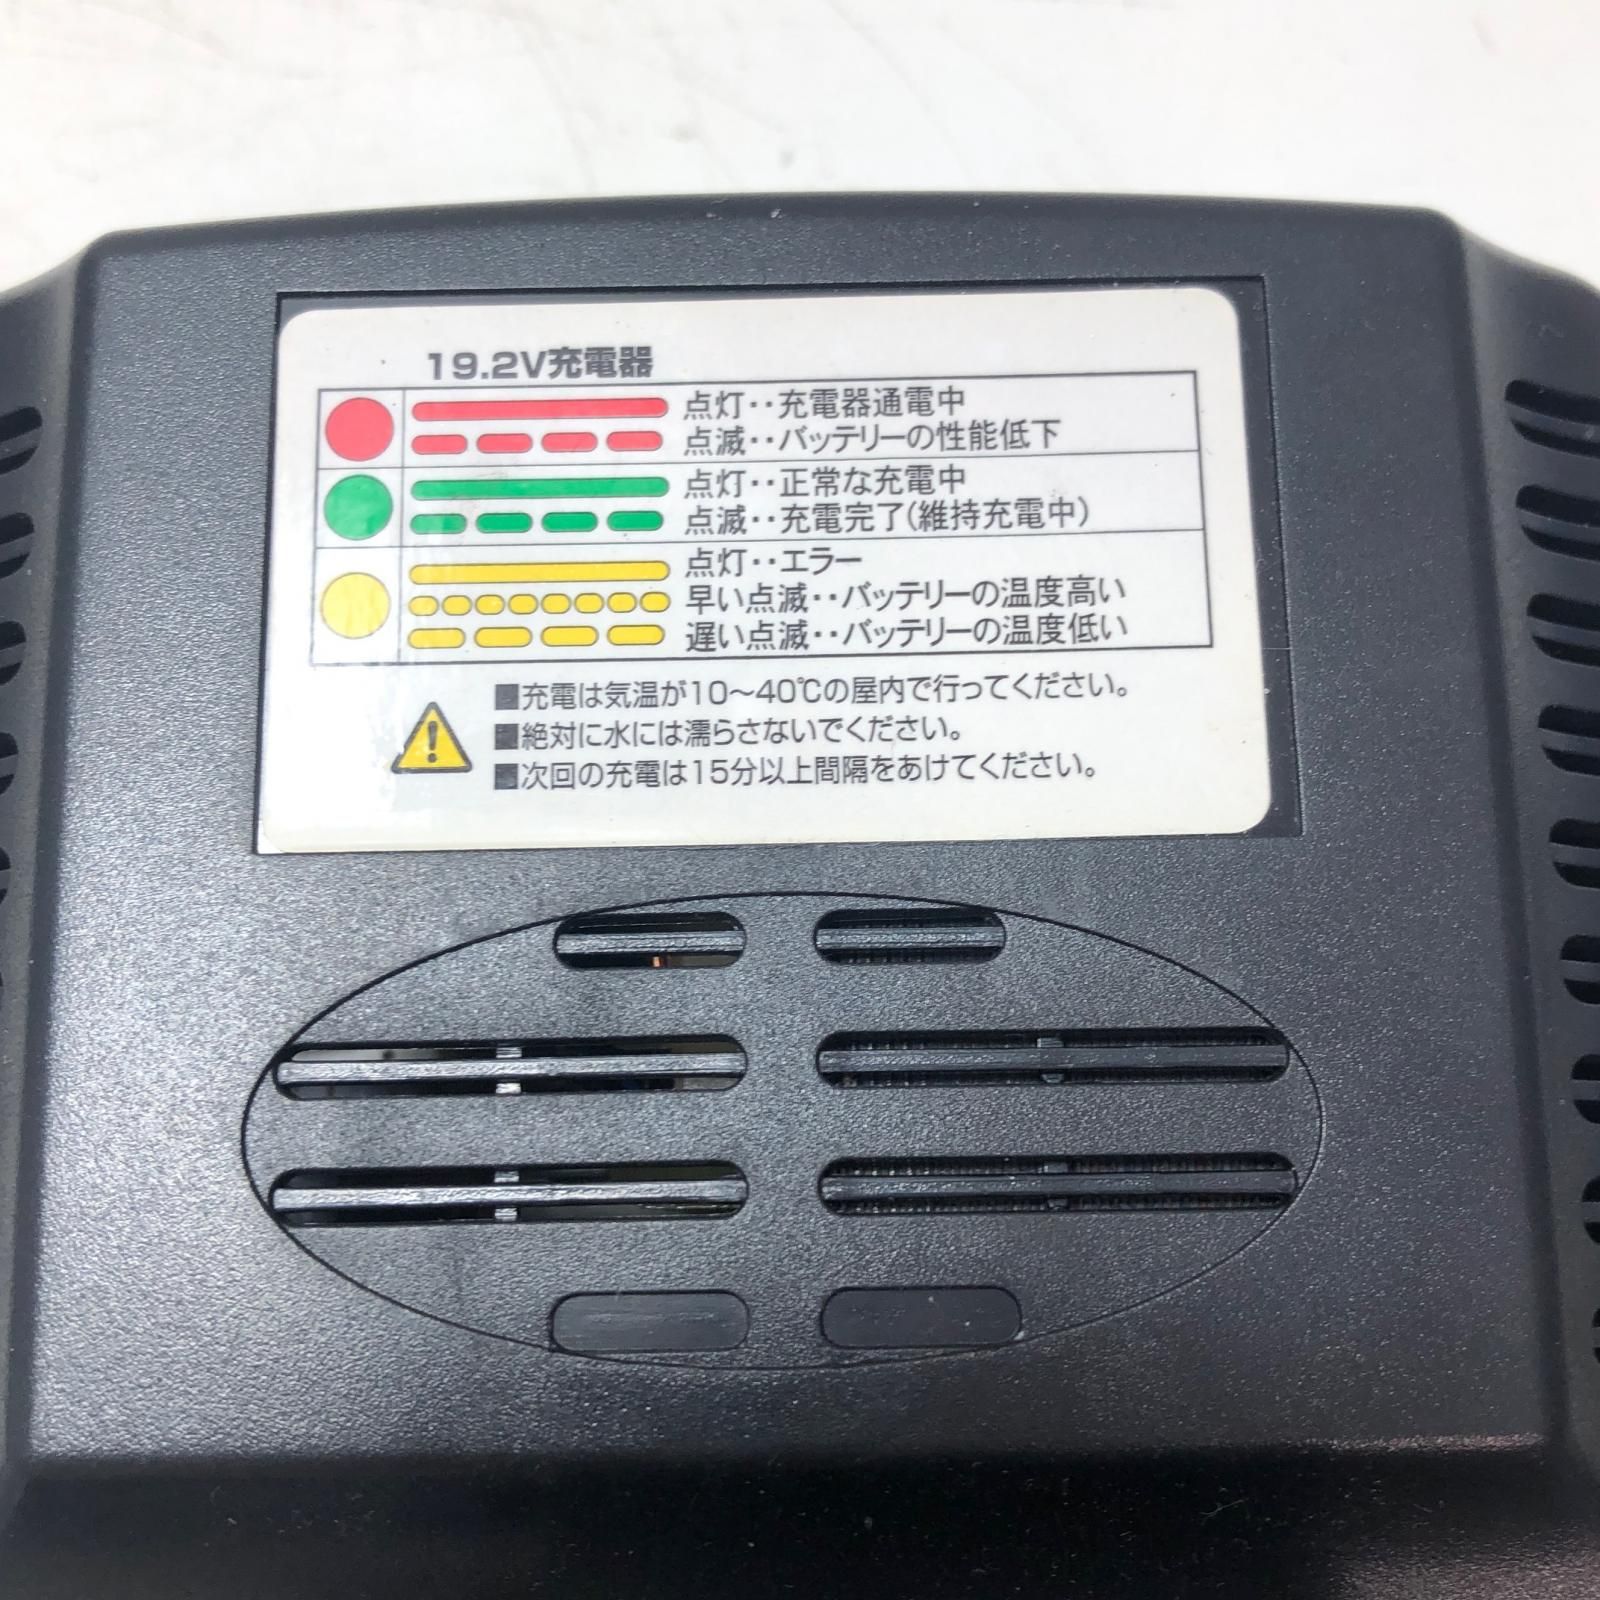 19.2V充電器
点灯‥充電器通電中
点滅‥バッテリーの性能低下
点灯‥正常な充電中
点滅‥充電完了(維持充電中)
点灯‥エラー
早い点滅‥バッテリーの温度高い
遅い点滅‥バッテリーの温度低い
■充電は気温が10～40℃の屋内で行ってください。
■絶対に水には濡らさないでください。
■次回の充電は15分以上間隔をあけてください。